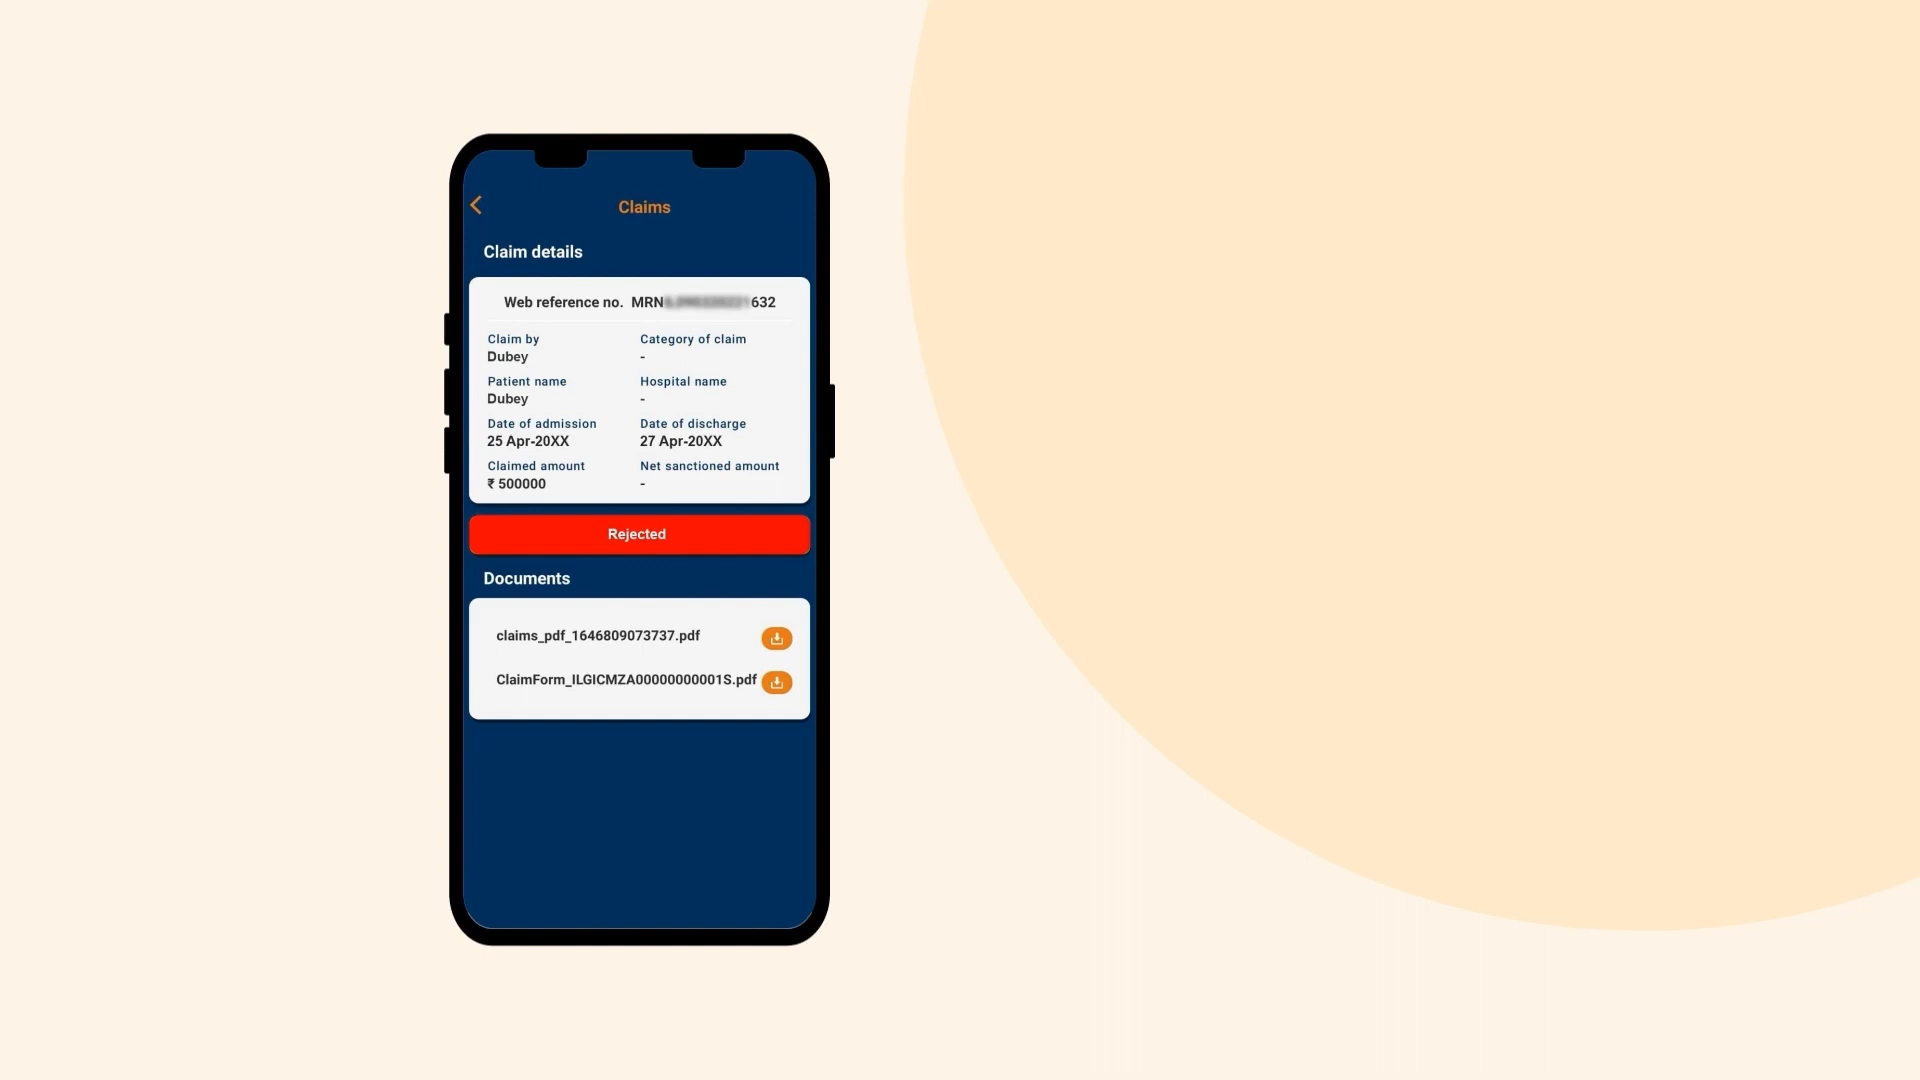 Claims
Claim details
Web reference no. MRN 632
Claim by Category of claim
Dubey -
Patient name Hospital name
Dubey -
Date of admission Date of discharge
25 Apr-20XX 27 Apr-20XX
Claimed amount Net sanctioned amount
₹ 500000 -
Rejected
Documents
claims_pdf_1646809073737.pdf
ClaimForm_ILGICMZA00000000001S.pdf